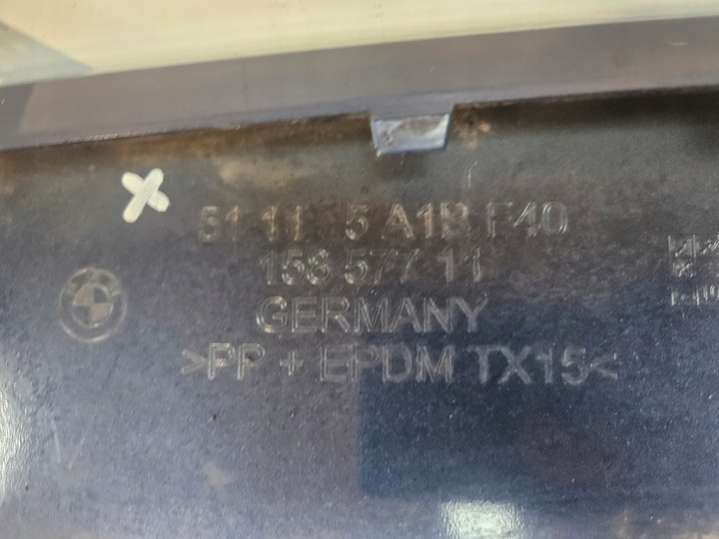 51 11   5 A1B F40
158 577 11
GERMANY
>PP + EPDM TX15<